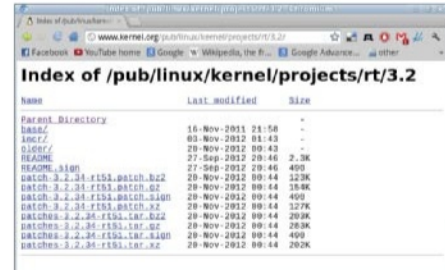 Index of /pub/linux/kernel/projects/rt/3.2 - Chromium
Index of /pub/linux/kernel/
www.kernel.org/pub/linux/kernel/projects/rt/3.2/
Facebook YouTube home Google Wikipedia, the fr... Google Advance... other
Index of /pub/linux/kernel/projects/rt/3.2
Name Last modified Size
Parent Directory -
base/ 16-Nov-2011 21:58 -
incr/ 03-Nov-2012 01:43 -
older/ 20-Nov-2012 00:43 -
README 27-Sep-2012 20:46 2.3K
README.sign 27-Sep-2012 20:46 490
patch-3.2.34-rt51.patch.bz2 20-Nov-2012 00:44 123K
patch-3.2.34-rt51.patch.gz 20-Nov-2012 00:44 154K
patch-3.2.34-rt51.patch.sign 20-Nov-2012 00:44 490
patch-3.2.34-rt51.patch.xz 20-Nov-2012 00:44 127K
patches-3.2.34-rt51.tar.bz2 20-Nov-2012 00:44 203K
patches-3.2.34-rt51.tar.gz 20-Nov-2012 00:44 263K
patches-3.2.34-rt51.tar.sign 20-Nov-2012 00:44 490
patches-3.2.34-rt51.tar.xz 20-Nov-2012 00:44 202K